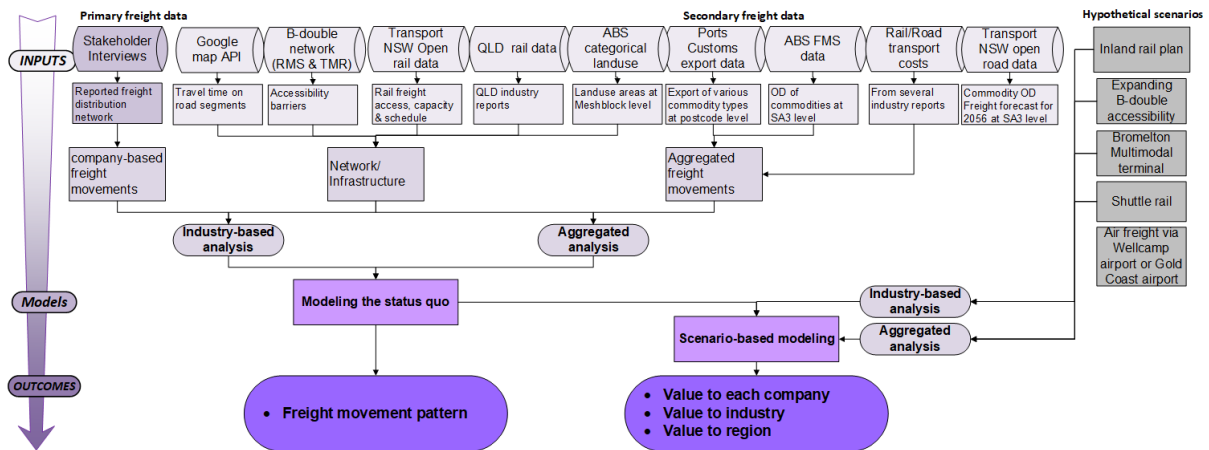 Primary freight data
Secondary freight data
Hypothetical scenarios
INPUTS
Stakeholder
Interviews
Google
map API
B-double
network
(RMS & TMR)
Transport
NSW Open
rail data
QLD rail data
ABS
categorical
landuse
Ports
Customs
export data
ABS FMS
data
Rail/Road
transport
costs
Transport
NSW open
road data
Reported freight
distribution
network
Travel time on
road segments
Accessibility
barriers
Rail freight
access, capacity
& schedule
QLD industry
reports
Landuse areas at
Meshblock level
Export of various
commodity types
at postcode level
OD of
commodities at
SA3 level
From several
industry reports
Commodity OD
Freight forecast for
2056 at SA3 level
company-based
freight
movements
Network/
Infrastructure
Aggregated
freight
movements
Industry-based
analysis
Aggregated
analysis
Inland rail plan
Expanding
B-double
accessibility
Bromelton
Multimodal
terminal
Shuttle rail
Air freight via
Wellcamp
airport or Gold
Coast airport
Models
Modeling the status quo
Industry-based
analysis
Scenario-based modeling
Aggregated
analysis
OUTCOMES
• Freight movement pattern
• Value to each company
• Value to industry
• Value to region